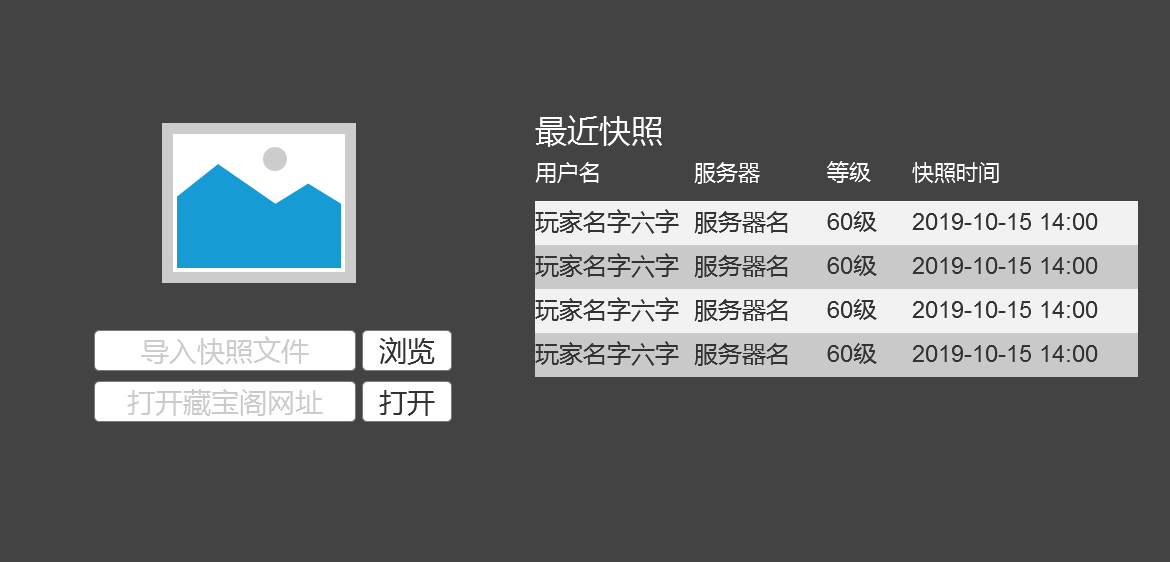 导入快照文件 浏览
打开藏宝阁网址 打开
最近快照
用户名 服务器 等级 快照时间
玩家名字六字 服务器名 60级 2019-10-15 14:00
玩家名字六字 服务器名 60级 2019-10-15 14:00
玩家名字六字 服务器名 60级 2019-10-15 14:00
玩家名字六字 服务器名 60级 2019-10-15 14:00